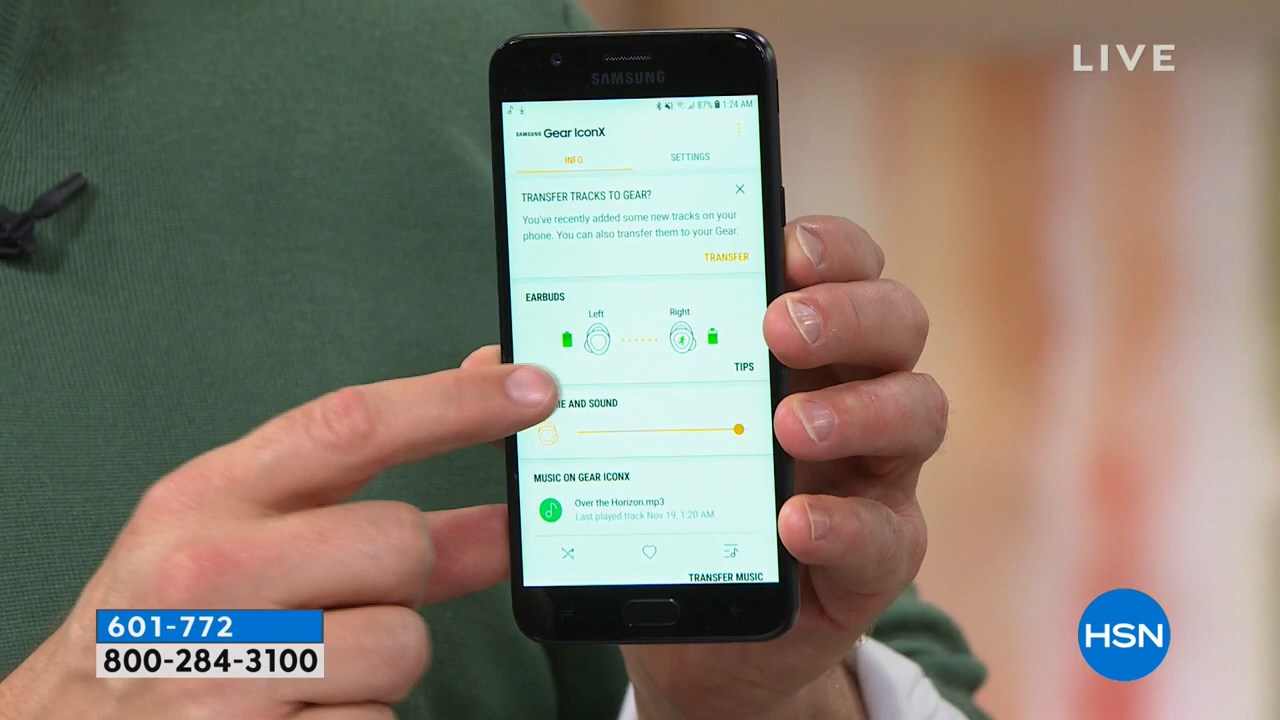 LIVE
SAMSUNG
87% 1:24 AM
SAMSUNG Gear IconX
INFO
SETTINGS
TRANSFER TRACKS TO GEAR?
You've recently added some new tracks on your
phone. You can also transfer them to your Gear.
TRANSFER
EARBUDS
Left
Right
TIPS
AND SOUND
MUSIC ON GEAR ICONX
Over the Horizon.mp3
Last played track Nov 19, 1:20 AM
TRANSFER MUSIC
601-772
800-284-3100
HSN